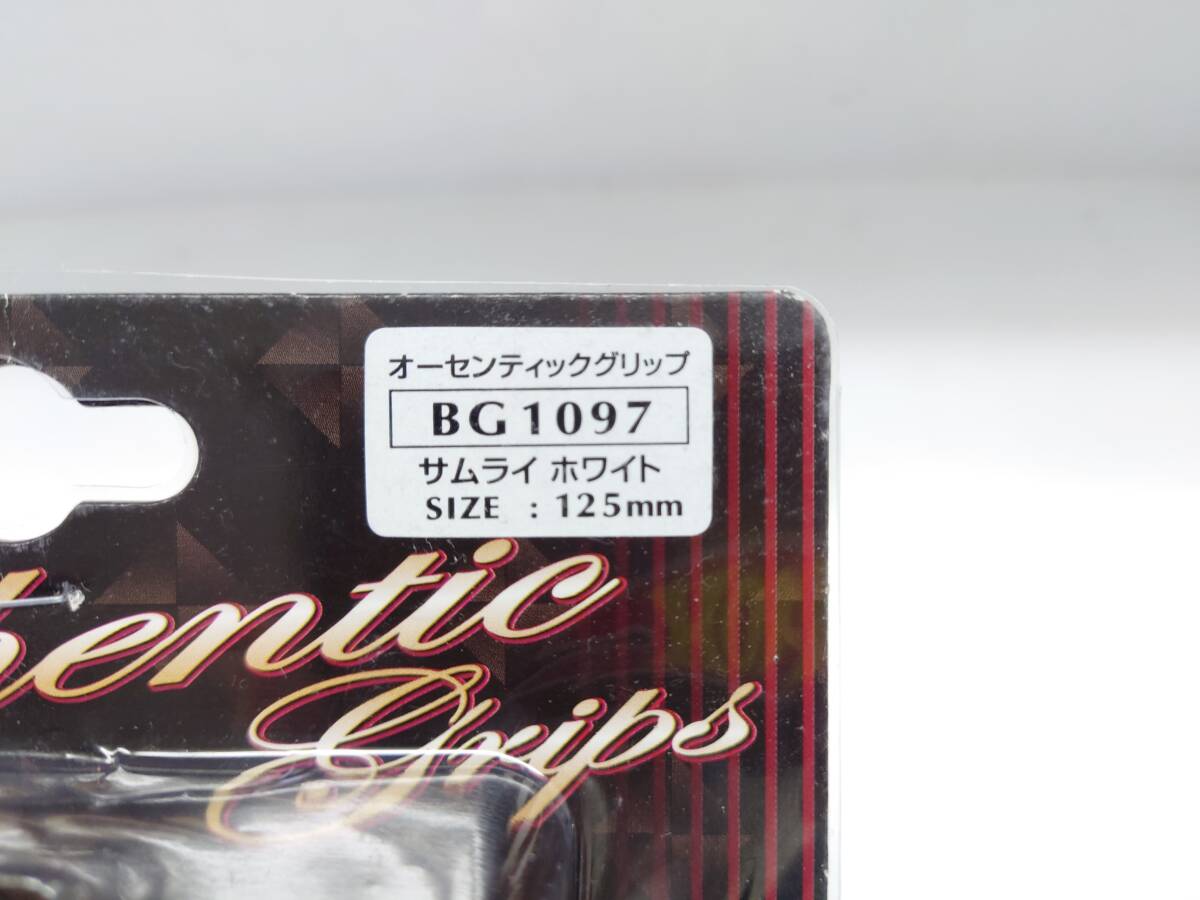 オーセンティックグリップ
BG1097
サムライ ホワイト
SIZE : 125mm
hentic
Grips